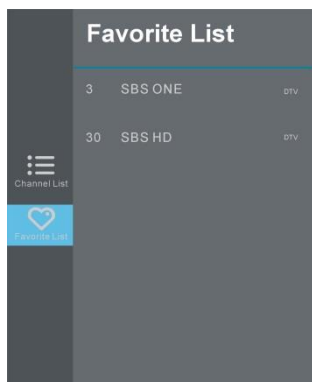 Favorite List
3 SBS ONE DTV
30 SBS HD DTV
Channel List
Favorite List